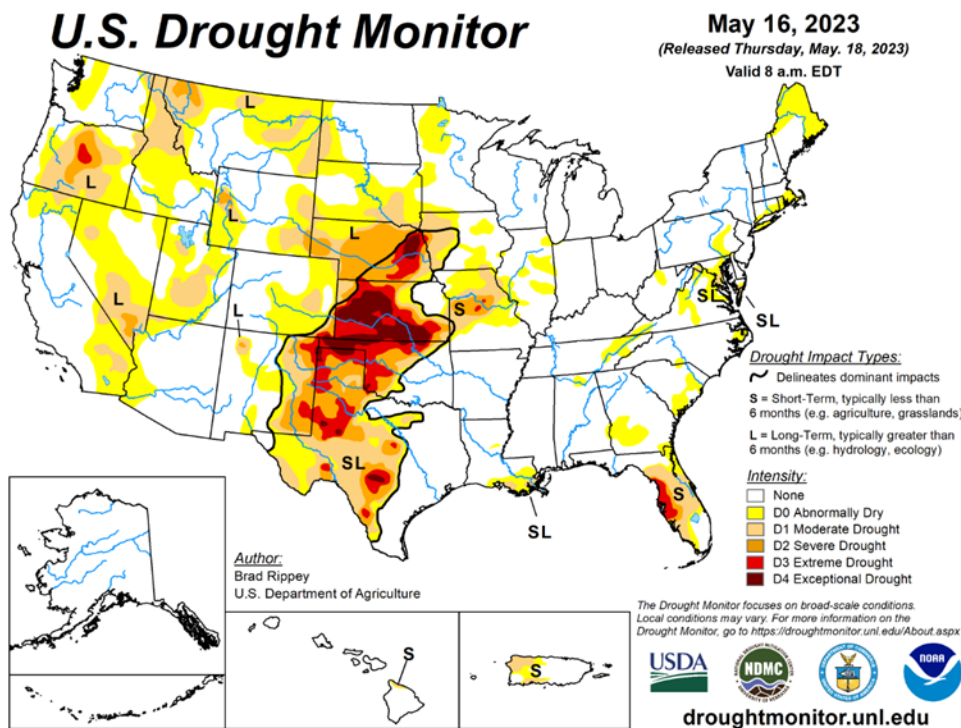 U.S. Drought Monitor
May 16, 2023
(Released Thursday, May. 18, 2023)
Valid 8 a.m. EDT
L
L
L
L
L
L
S
SL
SL
SL
SL
S
S
S
Drought Impact Types:
Delineates dominant impacts
S = Short-Term, typically less than
6 months (e.g. agriculture, grasslands)
L = Long-Term, typically greater than
6 months (e.g. hydrology, ecology)
Intensity:
None
D0 Abnormally Dry
D1 Moderate Drought
D2 Severe Drought
D3 Extreme Drought
D4 Exceptional Drought
Author:
Brad Rippey
U.S. Department of Agriculture
The Drought Monitor focuses on broad-scale conditions.
Local conditions may vary. For more information on the
Drought Monitor, go to https://droughtmonitor.unl.edu/About.aspx
USDA
NDMC
NOAA
droughtmonitor.unl.edu